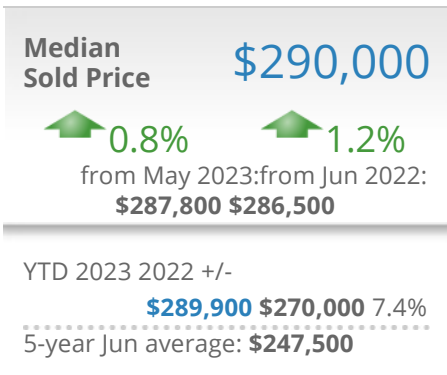 Median
Sold Price
$290,000
0.8%
1.2%
from May 2023:from Jun 2022:
$287,800 $286,500
YTD 2023 2022 +/-
$289,900 $270,000 7.4%
5-year Jun average: $247,500